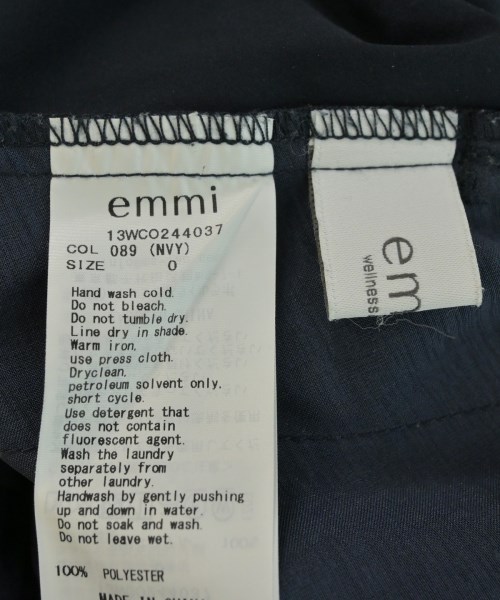 emmi
13WCO244037
COL 089 (NVY)
SIZE 0
Hand wash cold.
Do not bleach.
Do not tumble dry.
Line dry in shade.
Warm iron.
use press cloth.
Dryclean.
petroleum solvent only.
short cycle.
Use detergent that
does not contain
fluorescent agent.
Wash the laundry
separately from
other laundry.
Handwash by gently pushing
up and down in water.
Do not soak and wash.
Do not leave wet.
100% POLYESTER
MADE IN
em
wellness